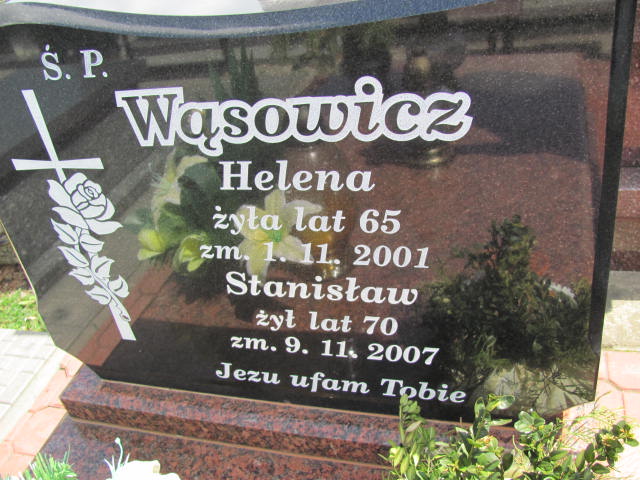 Ś. P.
Wąsowicz
Helena
żyła lat 65
zm. 1. 11. 2001
Stanisław
żył lat 70
zm. 9. 11. 2007
Jezu ufam Tobie